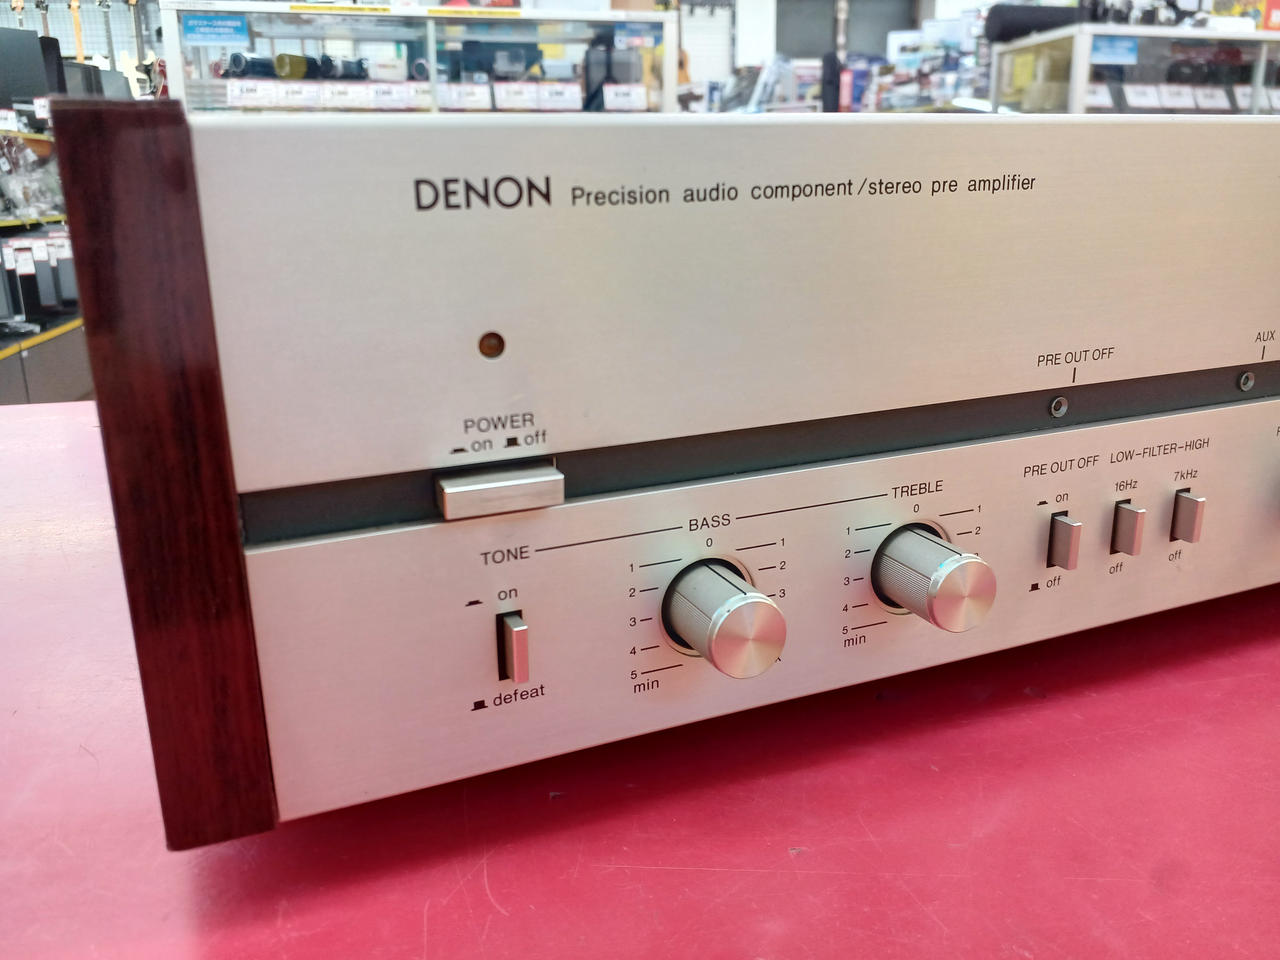 DENON Precision audio component/stereo pre amplifier
AUX
PRE OUT OFF
POWER
on off
PRE OUT OFF LOW-FILTER-HIGH
on 16Hz 7kHz
off off off
TONE BASS TREBLE
on
defeat
0
1 1
2 2
3 3
4
5
min
0
1 1
2 2
3
4
5
min